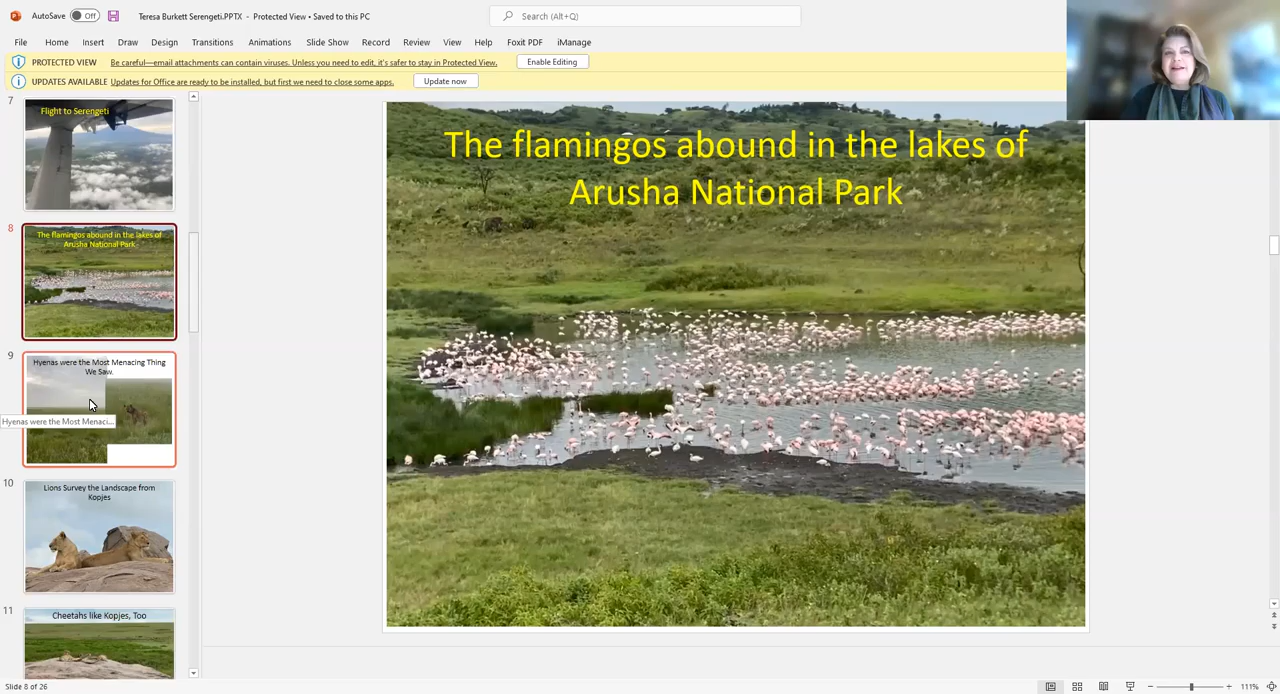 AutoSave Off Teresa Burkett Serengeti.PPTX - Protected View • Saved to this PC Search (Alt+Q)
File Home Insert Draw Design Transitions Animations Slide Show Record Review View Help Foxit PDF iManage
PROTECTED VIEW Be careful—email attachments can contain viruses. Unless you need to edit, it's safer to stay in Protected View. Enable Editing
UPDATES AVAILABLE Updates for Office are ready to be installed, but first we need to close some apps. Update now
7
Flight to Serengeti
8
The flamingos abound in the lakes of
Arusha National Park
9
Hyenas were the Most Menacing Thing
We Saw.
Hyenas were the Most Menaci...
10
Lions Survey the Landscape from
Kopjes
11
Cheetahs like Kopjes, Too
The flamingos abound in the lakes of
Arusha National Park
Slide 8 of 26
111%